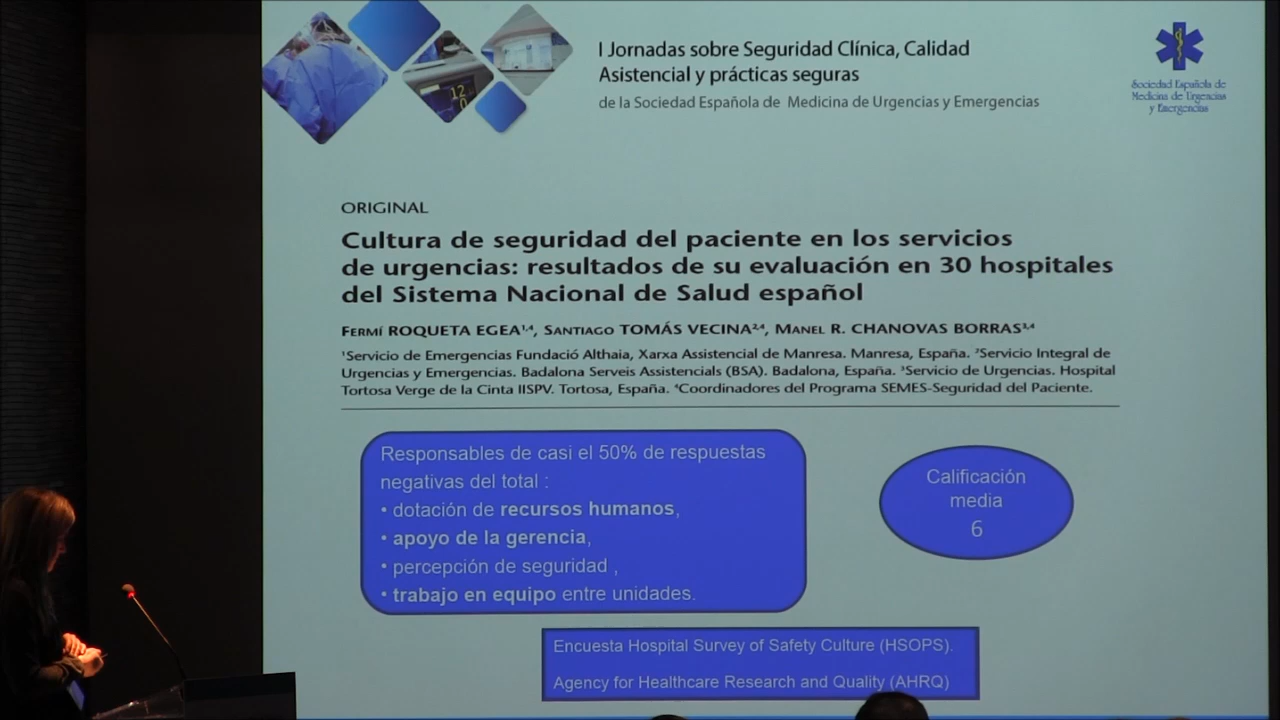 I Jornadas sobre Seguridad Clínica, Calidad
Asistencial y prácticas seguras
de la Sociedad Española de Medicina de Urgencias y Emergencias
Sociedad Española de
Medicina de Urgencias
y Emergencias
12
0
ORIGINAL
Cultura de seguridad del paciente en los servicios
de urgencias: resultados de su evaluación en 30 hospitales
del Sistema Nacional de Salud español
FERMÍ ROQUETA EGEA¹,⁴, SANTIAGO TOMÁS VECINA²,⁴, MANEL R. CHANOVAS BORRAS³,⁴
¹Servicio de Emergencias Fundació Althaia, Xarxa Assistencial de Manresa. Manresa, España. ²Servicio Integral de
Urgencias y Emergencias. Badalona Serveis Assistencials (BSA). Badalona, España. ³Servicio de Urgencias. Hospital
Tortosa Verge de la Cinta IISPV. Tortosa, España. ⁴Coordinadores del Programa SEMES-Seguridad del Paciente.
Responsables de casi el 50% de respuestas
negativas del total :
• dotación de recursos humanos,
• apoyo de la gerencia,
• percepción de seguridad ,
• trabajo en equipo entre unidades.
Calificación
media
6
Encuesta Hospital Survey of Safety Culture (HSOPS).
Agency for Healthcare Research and Quality (AHRQ)